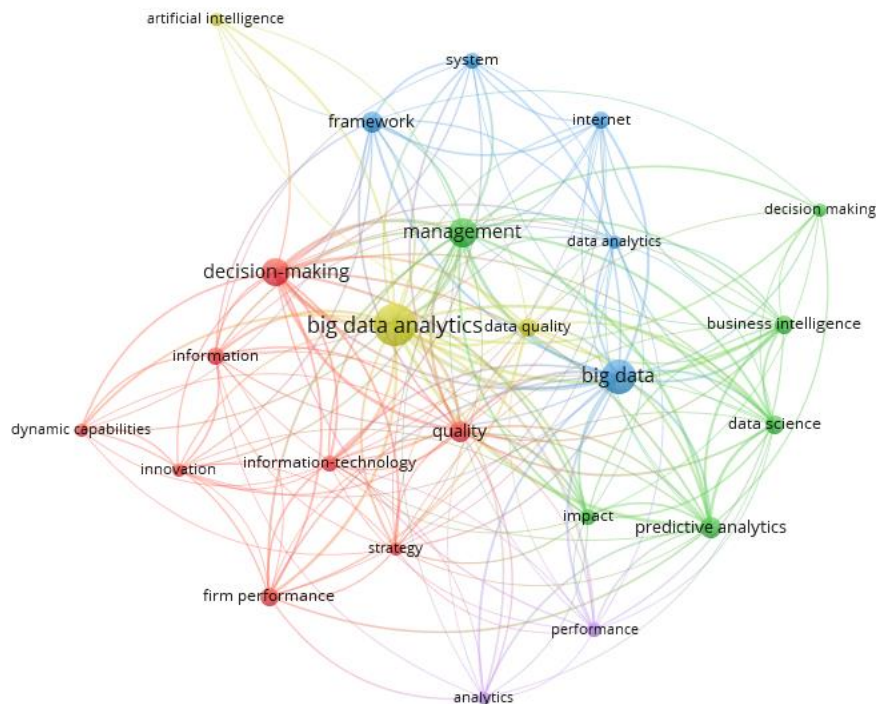 artificial intelligence
system
framework
internet
decision making
management
data analytics
decision-making
big data analytics
data quality
business intelligence
information
big data
dynamic capabilities
quality
data science
innovation
information-technology
impact
predictive analytics
strategy
firm performance
performance
analytics